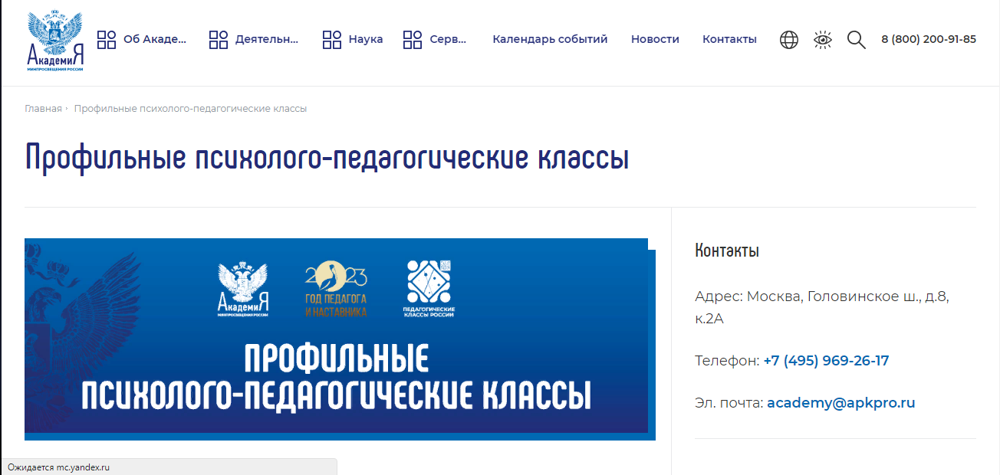 АкадемиЯ
МИНПРОСВЕЩЕНИЯ РОССИИ
Об Акаде...
Деятельн...
Наука
Серв...
Календарь событий
Новости
Контакты
8 (800) 200-91-85
Главная
Профильные психолого-педагогические классы
Профильные психолого-педагогические классы
АкадемиЯ
МИНПРОСВЕЩЕНИЯ РОССИИ
2023
ГОД ПЕДАГОГА
И НАСТАВНИКА
ПЕДАГОГИЧЕСКИЕ
КЛАССЫ РОССИИ
ПРОФИЛЬНЫЕ
ПСИХОЛОГО-ПЕДАГОГИЧЕСКИЕ КЛАССЫ
Контакты
Адрес: Москва, Головинское ш., д.8,
к.2А
Телефон: +7 (495) 969-26-17
Эл. почта: academy@apkpro.ru
Ожидается mc.yandex.ru